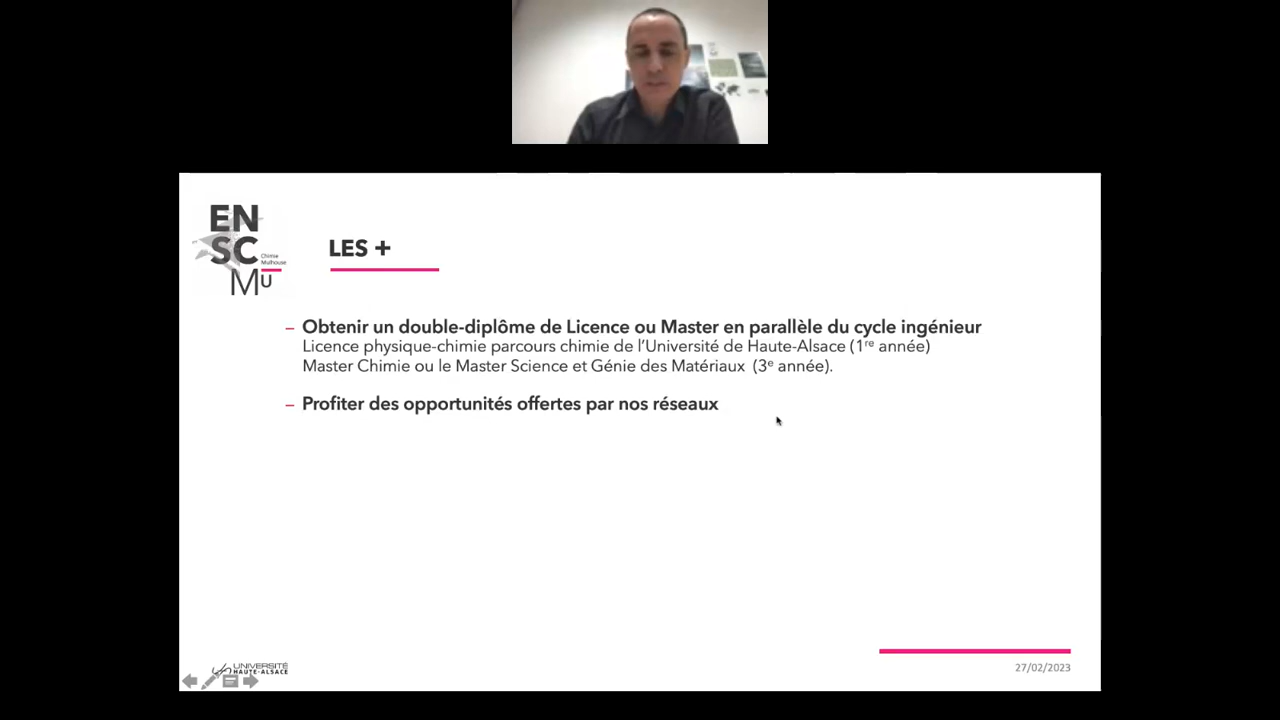 EN
SC
Chimie
Mulhouse
MU
LES +
– Obtenir un double-diplôme de Licence ou Master en parallèle du cycle ingénieur
Licence physique-chimie parcours chimie de l’Université de Haute-Alsace (1re année)
Master Chimie ou le Master Science et Génie des Matériaux (3e année).
– Profiter des opportunités offertes par nos réseaux
UNIVERSITÉ
HAUTE-ALSACE
27/02/2023